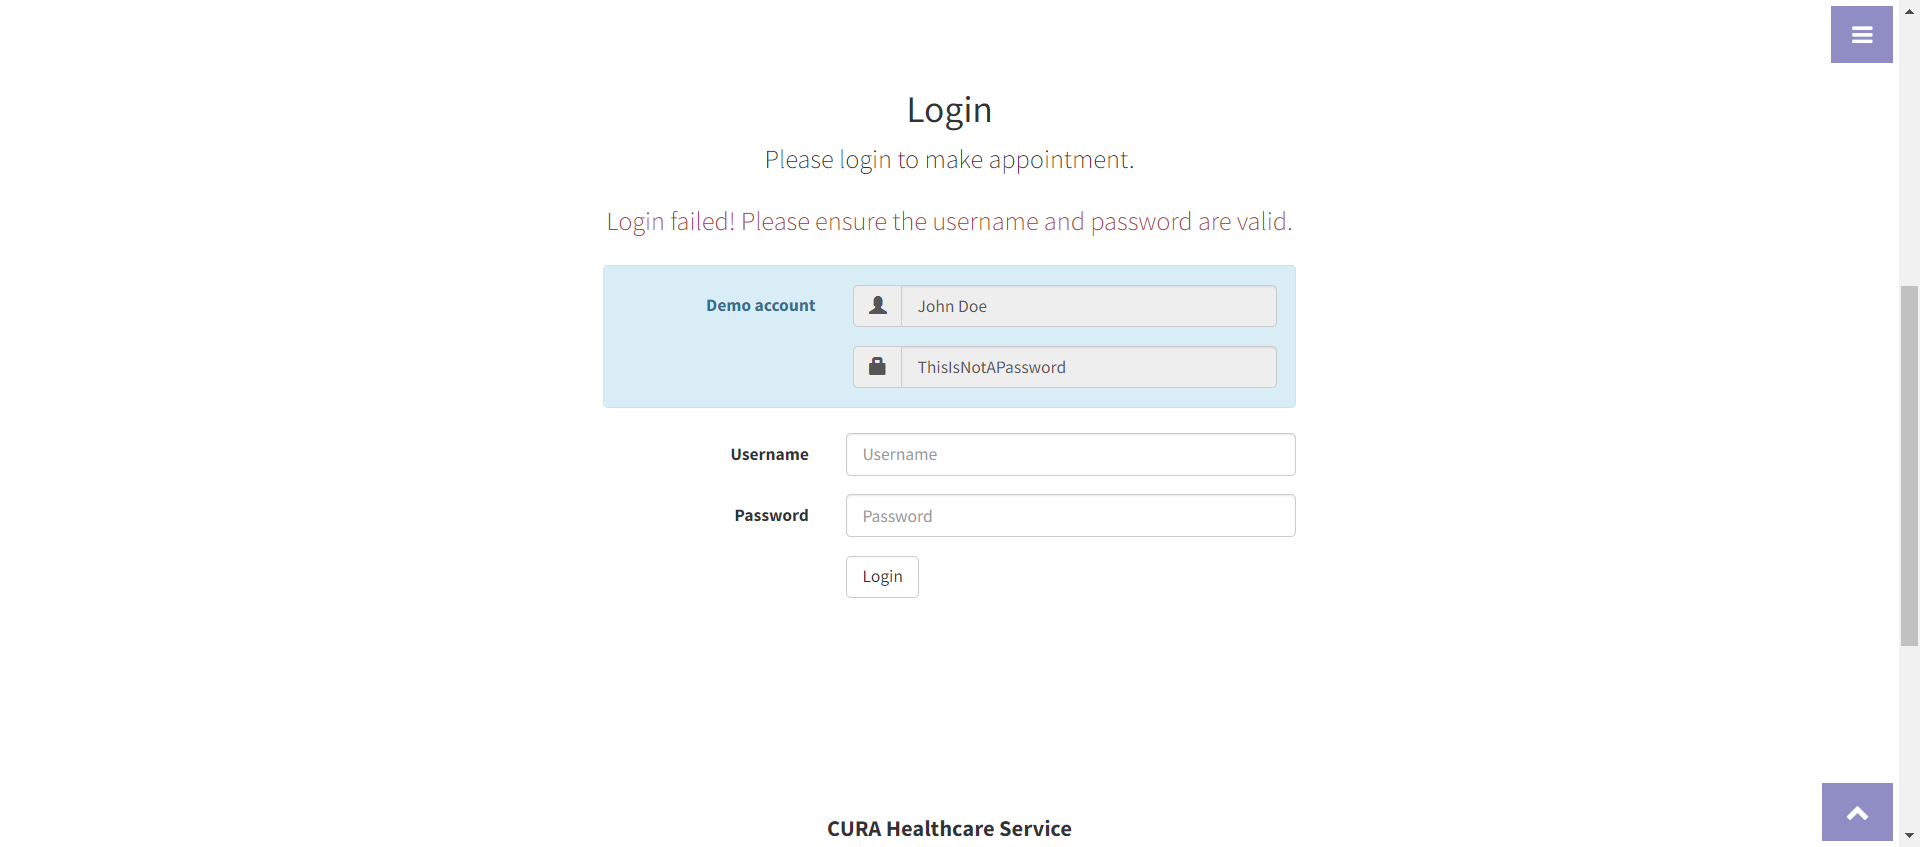 Login
Please login to make appointment.
Login failed! Please ensure the username and password are valid.
Demo account
John Doe
ThisIsNotAPassword
Username
Username
Password
Password
Login
CURA Healthcare Service